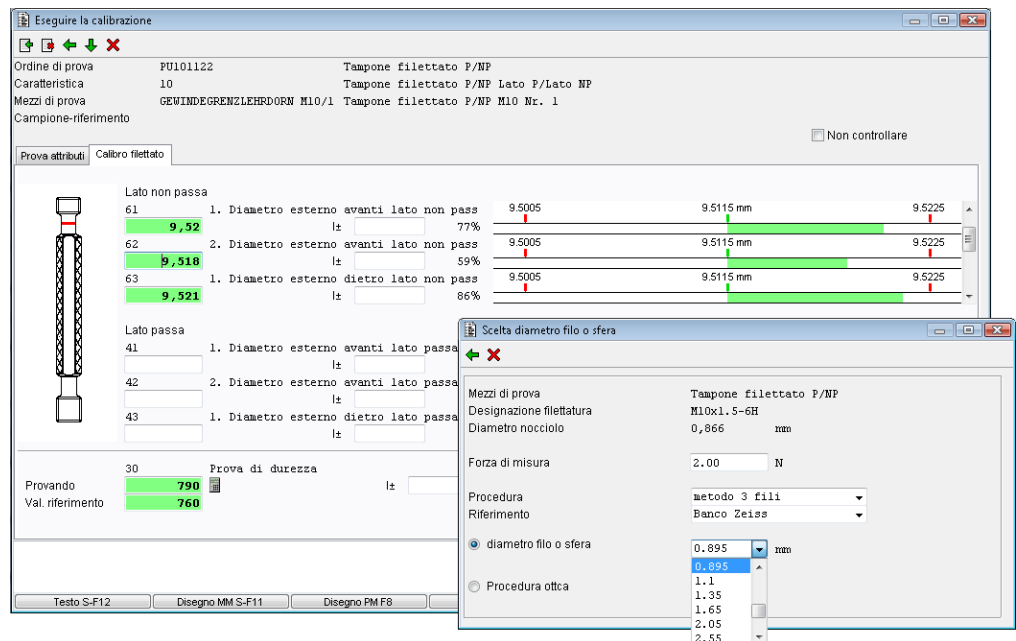 Eseguire la calibrazione
Ordine di prova PU101122 Tampone filettato P/NP
Caratteristica 10 Tampone filettato P/NP Lato P/Lato NP
Mezzi di prova GEWINDEGRENZLEHRDORN M10/1 Tampone filettato P/NP M10 Nr. 1
Campione-riferimento
Non controllare
Prova attributi Calibro filettato
Lato non passa
61 1. Diametro esterno avanti lato non pass 9.5005 9.5115 mm 9.5225
9,52 I± 77%
62 2. Diametro esterno avanti lato non pass 9.5005 9.5115 mm 9.5225
9,518 I± 59%
63 1. Diametro esterno dietro lato non pass 9.5005 9.5115 mm 9.5225
9,521 I± 86%
Lato passa
41 1. Diametro esterno avanti lato passa
I±
42 2. Diametro esterno avanti lato passa
I±
43 1. Diametro esterno dietro lato passa
I±
30 Prova di durezza
Provando 790 I±
Val. riferimento 760
Testo S-F12 Disegno MM S-F11 Disegno PM F8
Scelta diametro filo o sfera
Mezzi di prova Tampone filettato P/NP
Designazione filettatura M10x1.5-6H
Diametro nocciolo 0,866 mm
Forza di misura 2.00 N
Procedura metodo 3 fili
Riferimento Banco Zeiss
diametro filo o sfera 0.895 mm
0.895
1.1
Procedura ottca
1.35
1.65
2.05
2.55